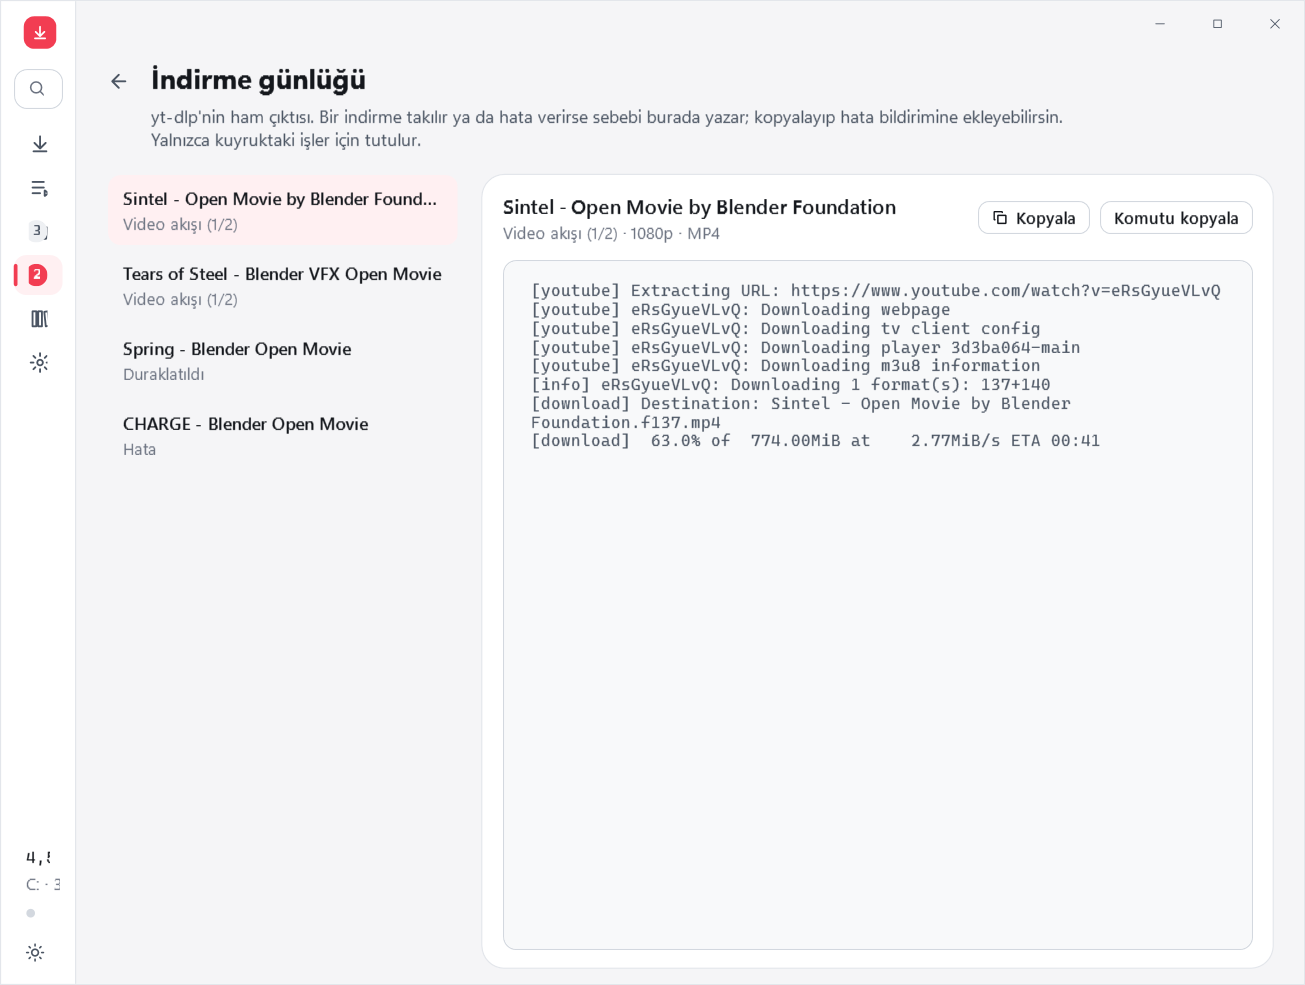 İndirme günlüğü
yt-dlp'nin ham çıktısı. Bir indirme takılır ya da hata verirse sebebi burada yazar; kopyalayıp hata bildirimine ekleyebilirsin.
Yalnızca kuyruktaki işler için tutulur.
3
2
Sintel - Open Movie by Blender Found...
Video akışı (1/2)
Tears of Steel - Blender VFX Open Movie
Video akışı (1/2)
Spring - Blender Open Movie
Duraklatıldı
CHARGE - Blender Open Movie
Hata
Sintel - Open Movie by Blender Foundation
Video akışı (1/2) · 1080p · MP4
Kopyala
Komutu kopyala
[youtube] Extracting URL: https://www.youtube.com/watch?v=eRsGyueVLvQ
[youtube] eRsGyueVLvQ: Downloading webpage
[youtube] eRsGyueVLvQ: Downloading tv client config
[youtube] eRsGyueVLvQ: Downloading player 3d3ba064-main
[youtube] eRsGyueVLvQ: Downloading m3u8 information
[info] eRsGyueVLvQ: Downloading 1 format(s): 137+140
[download] Destination: Sintel - Open Movie by Blender
Foundation.f137.mp4
[download]  63.0% of  774.00MiB at    2.77MiB/s ETA 00:41
C: · 3